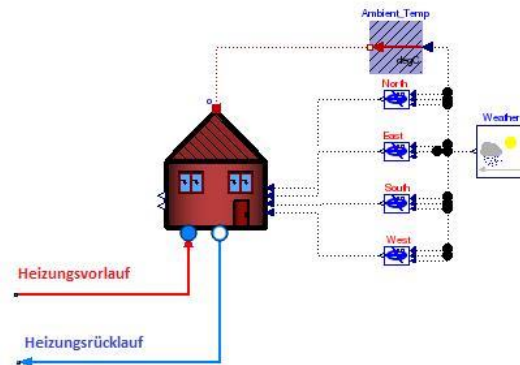 Ambient_Temp
degC
North
East
Weather
South
West
Heizungsvorlauf
Heizungsrücklauf